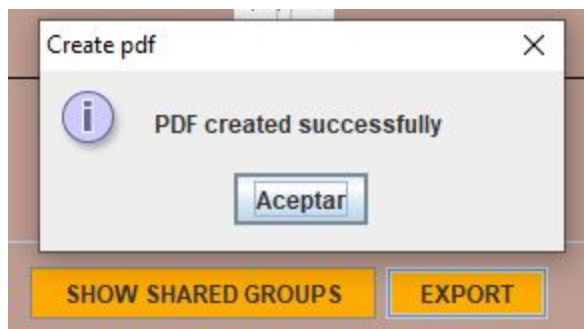 Create pdf
PDF created successfully
Aceptar
SHOW SHARED GROUPS
EXPORT